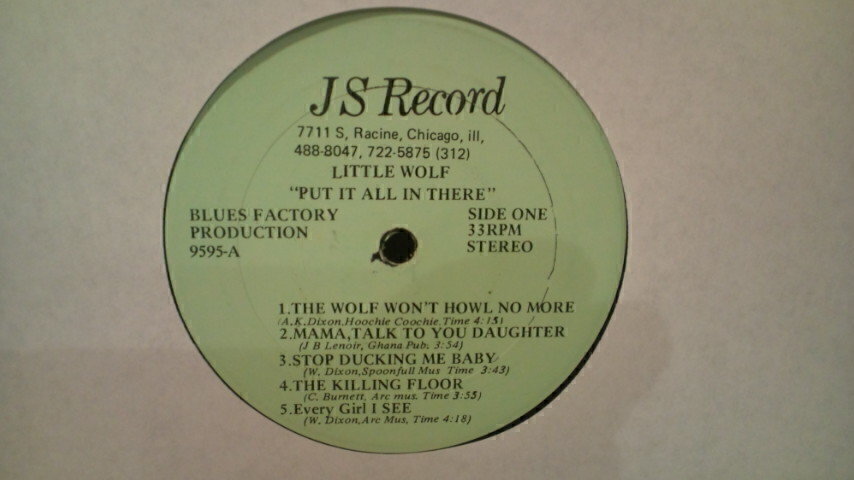 JS Record
7711 S, Racine, Chicago, ill,
488-8047, 722-5875 (312)
LITTLE WOLF
"PUT IT ALL IN THERE"
BLUES FACTORY
PRODUCTION
9595-A
SIDE ONE
33RPM
STEREO
1.THE WOLF WON'T HOWL NO MORE
(A.K.Dixon,Hoochie Coochie,Time 4:15)
2.MAMA,TALK TO YOU DAUGHTER
(J B Lenoir, Ghana Pub. 3:54)
3.STOP DUCKING ME BABY
(W. Dixon,Spoonfull Mus Time 3:43)
4.THE KILLING FLOOR
(C. Burnett, Arc mus. Time 3:55)
5.Every Girl I SEE
(W. Dixon,Arc Mus, Time 4:18)